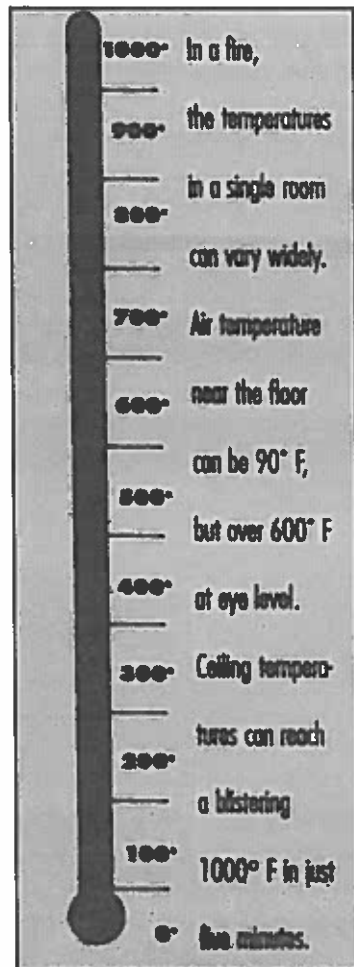 1000° In a fire,
900° the temperatures
800° in a single room
can vary widely.
700° Air temperature
600° near the floor
can be 90° F,
500° but over 600° F
400° at eye level.
300° Ceiling tempera-
200° tures can reach
a blistering
100° 1000° F in just
0° five minutes.